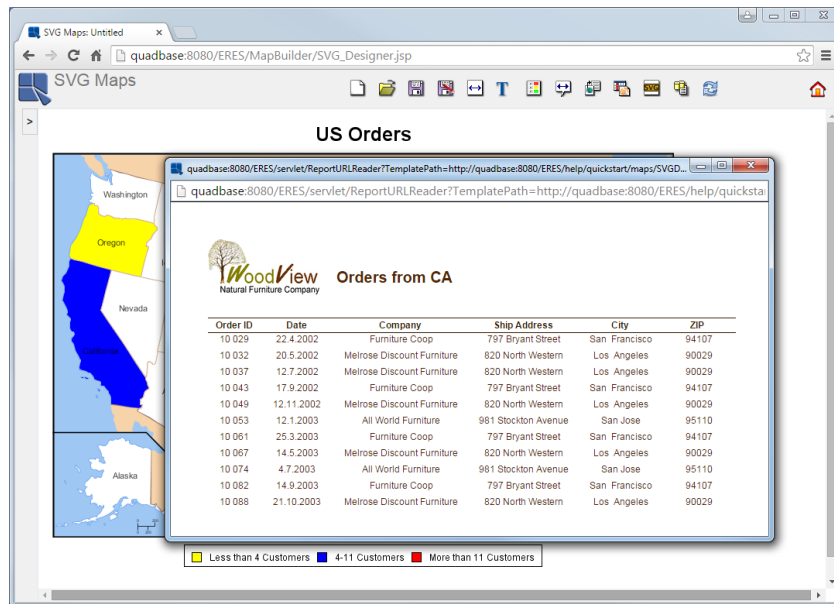 SVG Maps: Untitled
quadbase:8080/ERES/MapBuilder/SVG_Designer.jsp
SVG Maps
T
SVG
>
US Orders
quadbase:8080/ERES/servlet/ReportURLReader?TemplatePath=http://quadbase:8080/ERES/help/quickstart/maps/SVGD...
quadbase:8080/ERES/servlet/ReportURLReader?TemplatePath=http://quadbase:8080/ERES/help/quicksta
Washington
Oregon
Nevada
California
Alaska
WoodView
Natural Furniture Company
Orders from CA
Order ID Date Company Ship Address City ZIP
10 029 22.4.2002 Furniture Coop 797 Bryant Street San Francisco 94107
10 032 20.5.2002 Melrose Discount Furniture 820 North Western Los Angeles 90029
10 037 12.7.2002 Melrose Discount Furniture 820 North Western Los Angeles 90029
10 043 17.9.2002 Furniture Coop 797 Bryant Street San Francisco 94107
10 049 12.11.2002 Melrose Discount Furniture 820 North Western Los Angeles 90029
10 053 12.1.2003 All World Furniture 981 Stockton Avenue San Jose 95110
10 061 25.3.2003 Furniture Coop 797 Bryant Street San Francisco 94107
10 067 14.5.2003 Melrose Discount Furniture 820 North Western Los Angeles 90029
10 074 4.7.2003 All World Furniture 981 Stockton Avenue San Jose 95110
10 082 14.9.2003 Furniture Coop 797 Bryant Street San Francisco 94107
10 088 21.10.2003 Melrose Discount Furniture 820 North Western Los Angeles 90029
Less than 4 Customers 4-11 Customers More than 11 Customers